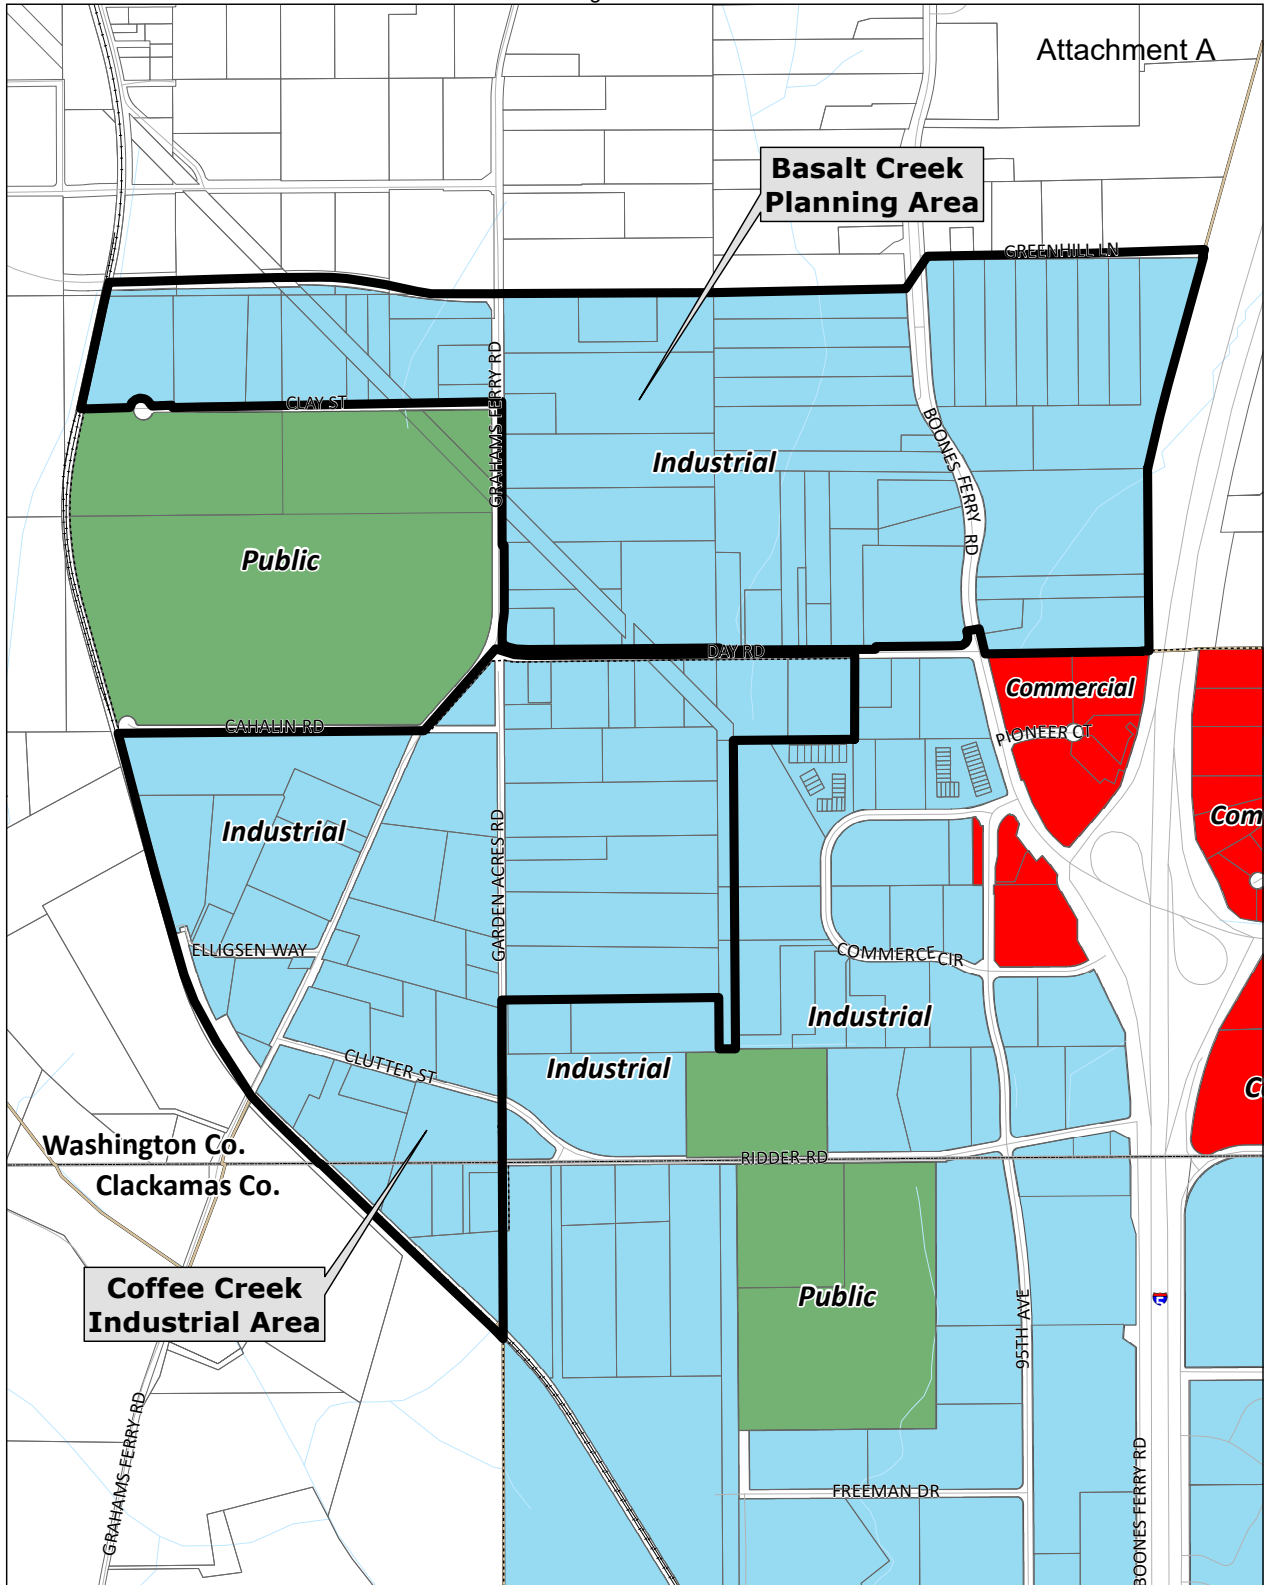 Attachment A
Basalt Creek
Planning Area
GREENHILL LN
GRAHAMS FERRY RD
CLAY ST
BOONES FERRY RD
Industrial
Public
DAY RD
Commercial
CAHALIN RD
PIONEER CT
Industrial
GARDEN ACRES RD
ELLIGSEN WAY
COMMERCE CIR
Industrial
CLUTTER ST
Industrial
Washington Co.
Clackamas Co.
RIDDER RD
Coffee Creek
Industrial Area
Public
95TH AVE
5
GRAHAMS FERRY RD
FREEMAN DR
BOONES FERRY RD